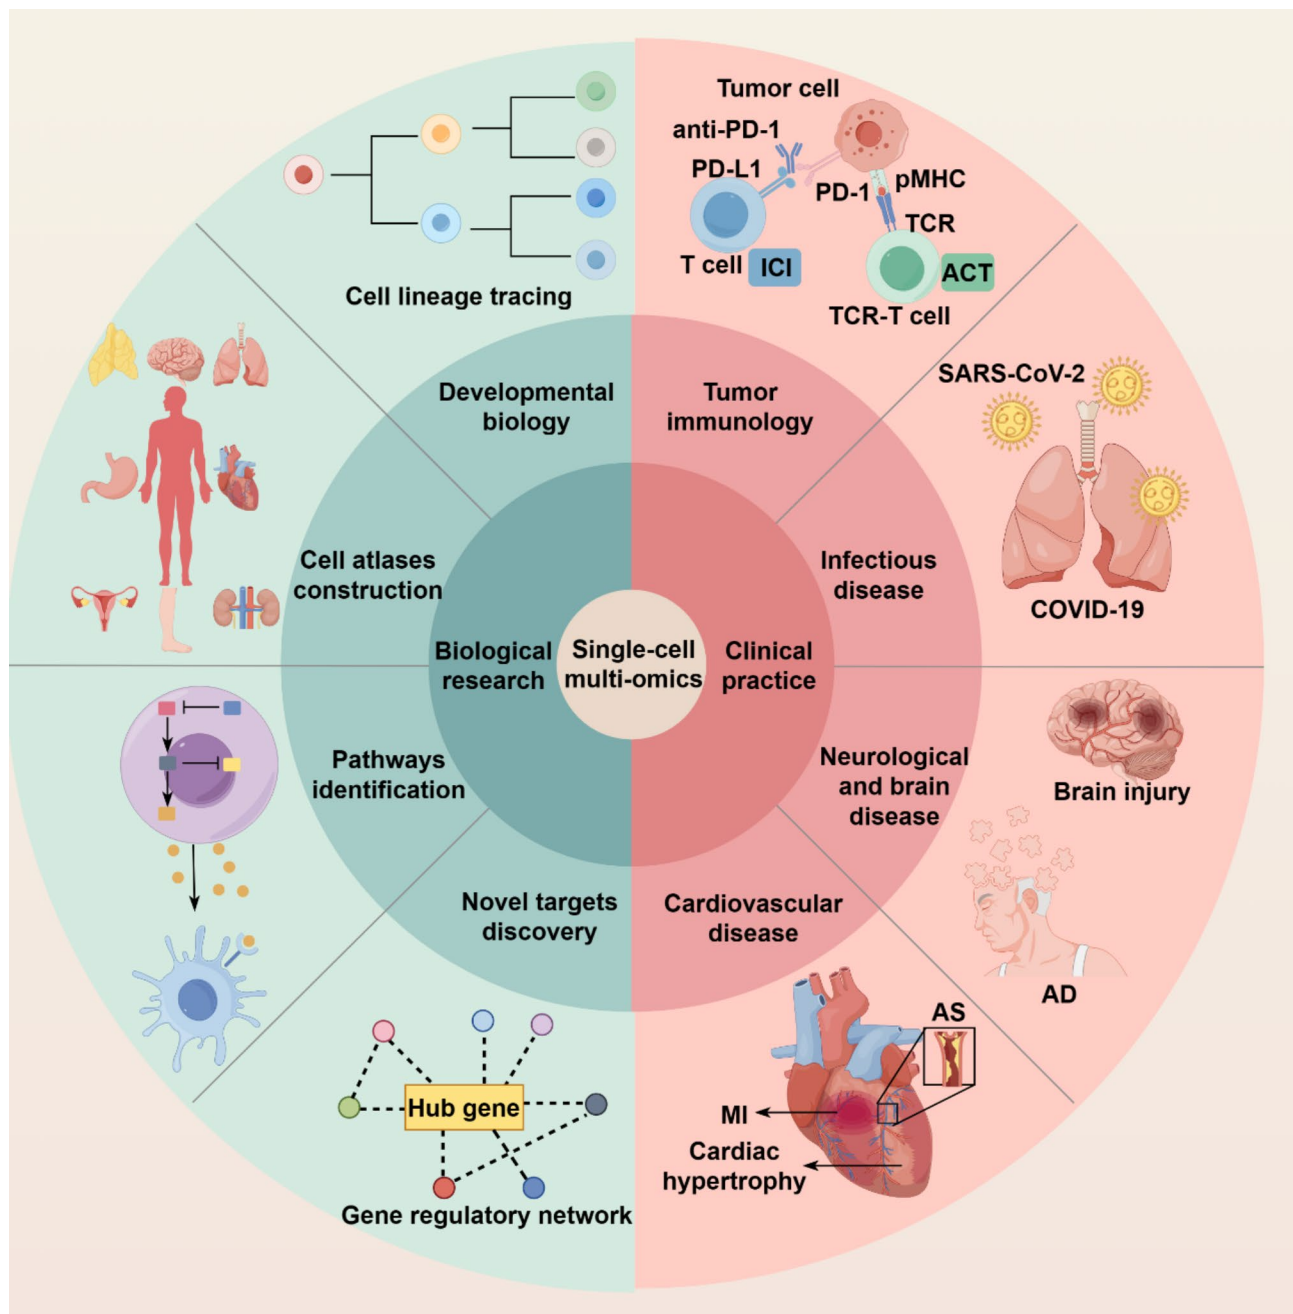 Tumor cell
anti-PD-1
PD-L1
PD-1
pMHC
TCR
T cell
ICI
ACT
TCR-T cell
Cell lineage tracing
SARS-CoV-2
COVID-19
Developmental
biology
Tumor
immunology
Cell atlases
construction
Infectious
disease
Biological
research
Single-cell
multi-omics
Clinical
practice
Pathways
identification
Neurological
and brain
disease
Novel targets
discovery
Cardiovascular
disease
Brain injury
AD
AS
MI
Cardiac
hypertrophy
Hub gene
Gene regulatory network